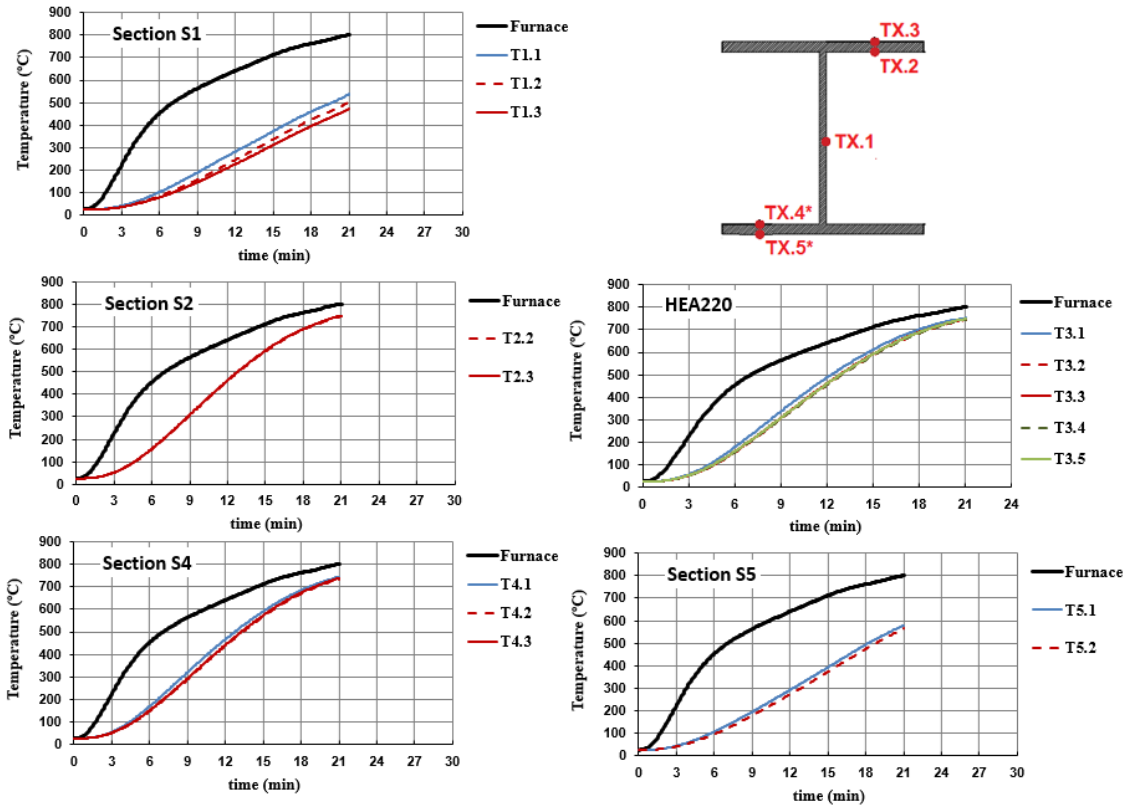 Section S1
Temperature (°C)
900
800
700
600
500
400
300
200
100
0
0 3 6 9 12 15 18 21 24 27 30
time (min)
Furnace
T1.1
T1.2
T1.3
TX.3
TX.2
TX.1
TX.4*
TX.5*
Section S2
Temperature (°C)
900
800
700
600
500
400
300
200
100
0
0 3 6 9 12 15 18 21 24 27 30
time (min)
Furnace
T2.2
T2.3
HEA220
Temperature (°C)
900
800
700
600
500
400
300
200
100
0
0 3 6 9 12 15 18 21 24
time (min)
Furnace
T3.1
T3.2
T3.3
T3.4
T3.5
Section S4
Temperature (°C)
900
800
700
600
500
400
300
200
100
0
0 3 6 9 12 15 18 21 24 27 30
time (min)
Furnace
T4.1
T4.2
T4.3
Section S5
Temperature (°C)
900
800
700
600
500
400
300
200
100
0
0 3 6 9 12 15 18 21 24 27 30
time (min)
Furnace
T5.1
T5.2